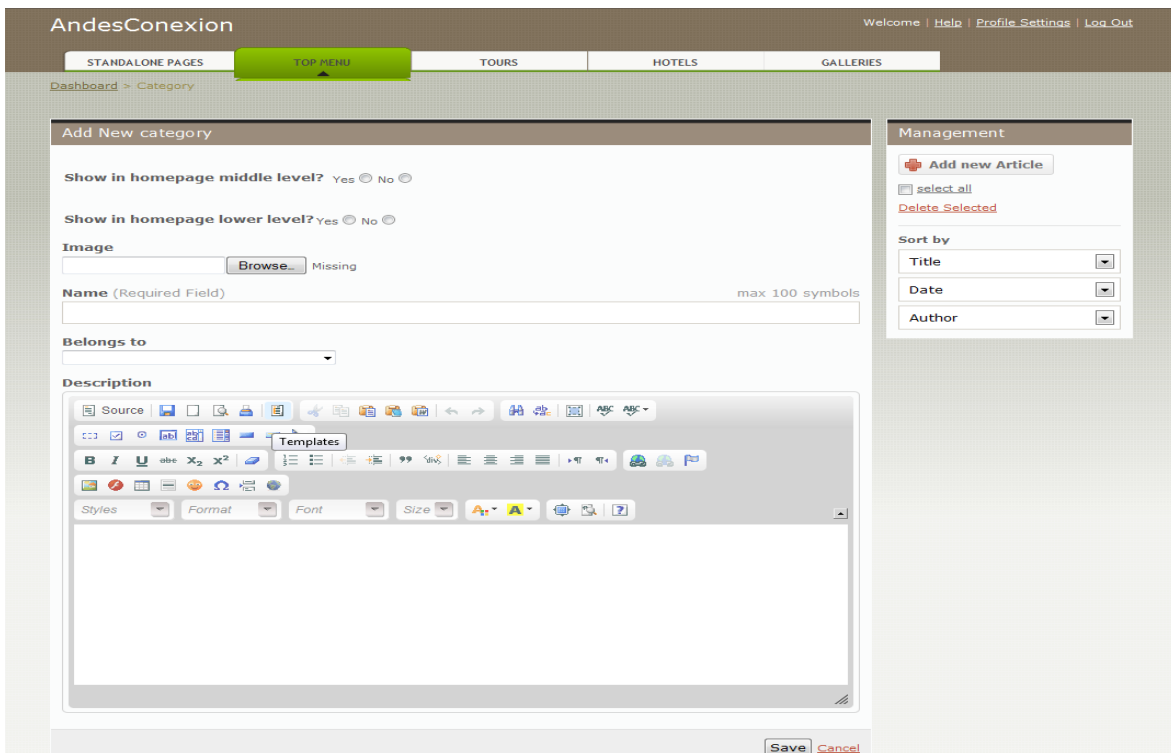 AndesConexion
Welcome | Help | Profile Settings | Log Out
STANDALONE PAGES TOP MENU TOURS HOTELS GALLERIES
Dashboard > Category
Add New category
Show in homepage middle level? Yes No
Show in homepage lower level? Yes No
Image
Browse... Missing
Name (Required Field) max 100 symbols
Belongs to
Description
Source ABC ABC
Templates
B I U abc X₂ X²
Styles Format Font Size A A
Save Cancel
Management
Add new Article
select all
Delete Selected
Sort by
Title
Date
Author